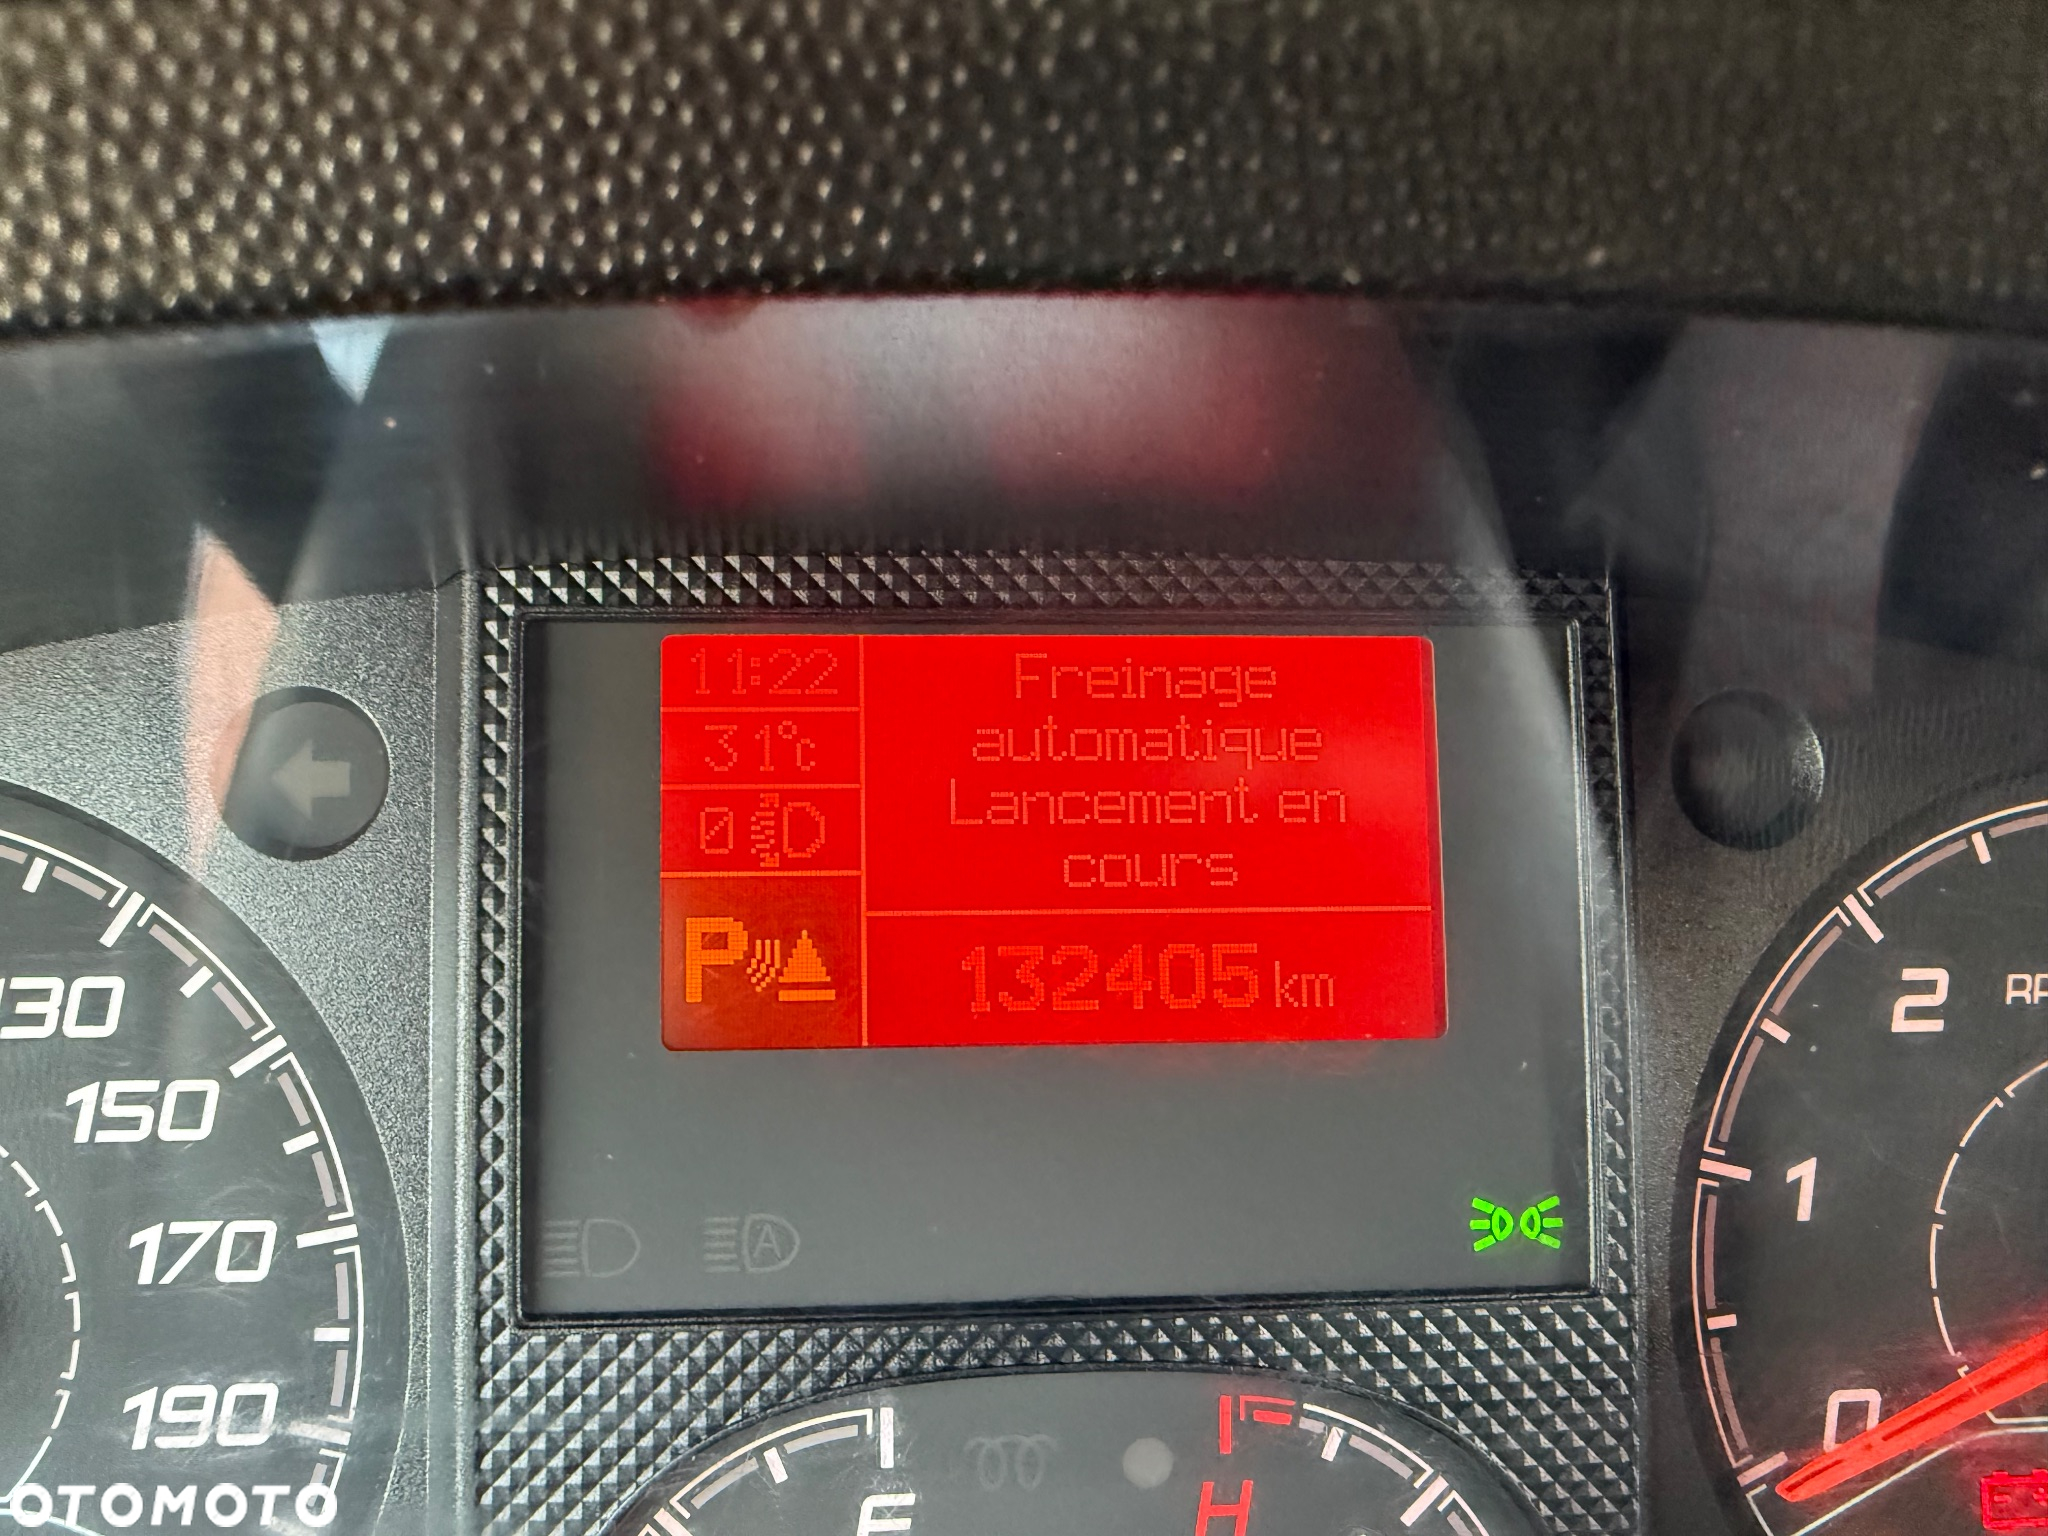 11:22
Freinage
automatique
Lancement en
cours
31°c
0
P
132405 km
130
150
170
190
A
2
1
0
E
H
OTOMOTO